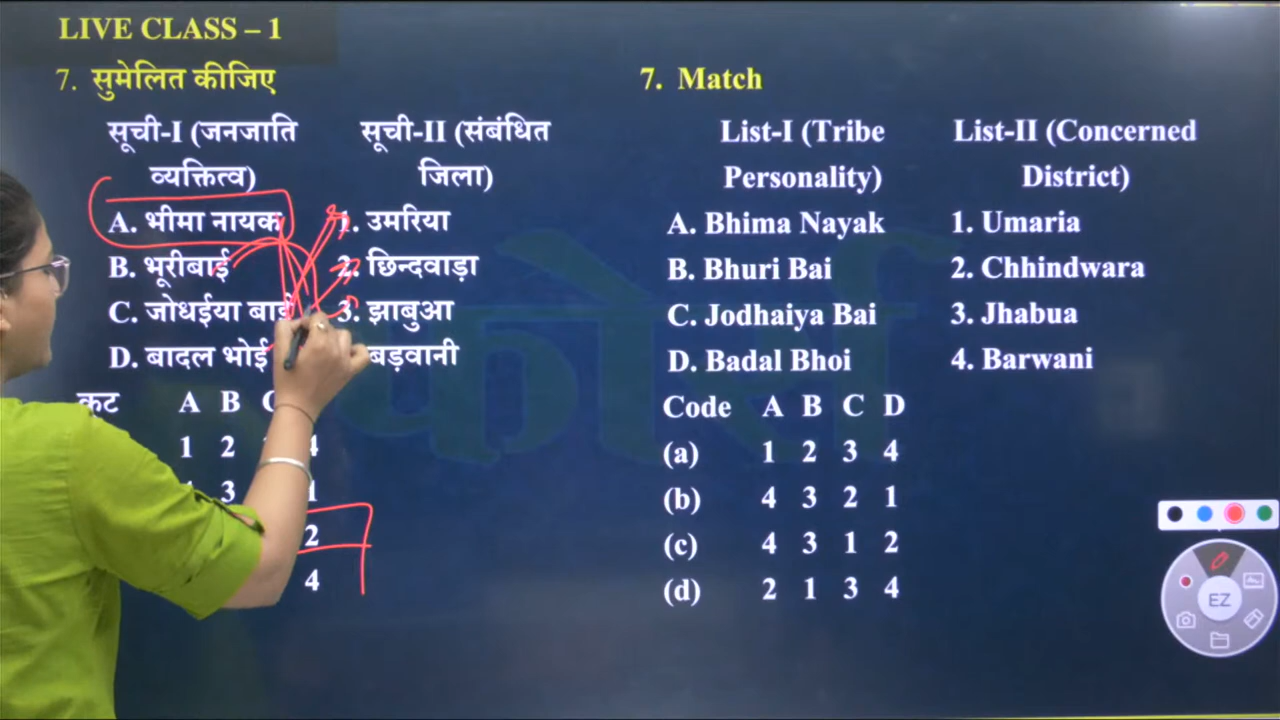 LIVE CLASS – 1
7. सुमेलित कीजिए
सूची-I (जनजाति व्यक्तित्व)
सूची-II (संबंधित जिला)
A. भीमा नायक
1. उमरिया
B. भूरीबाई
2. छिन्दवाड़ा
C. जोधईया बाई
3. झाबुआ
D. बादल भोई
बड़वानी
A B
1 2 4
3 1
2
4
7. Match
List-I (Tribe Personality)
List-II (Concerned District)
A. Bhima Nayak
1. Umaria
B. Bhuri Bai
2. Chhindwara
C. Jodhaiya Bai
3. Jhabua
D. Badal Bhoi
4. Barwani
Code A B C D
(a) 1 2 3 4
(b) 4 3 2 1
(c) 4 3 1 2
(d) 2 1 3 4
EZ